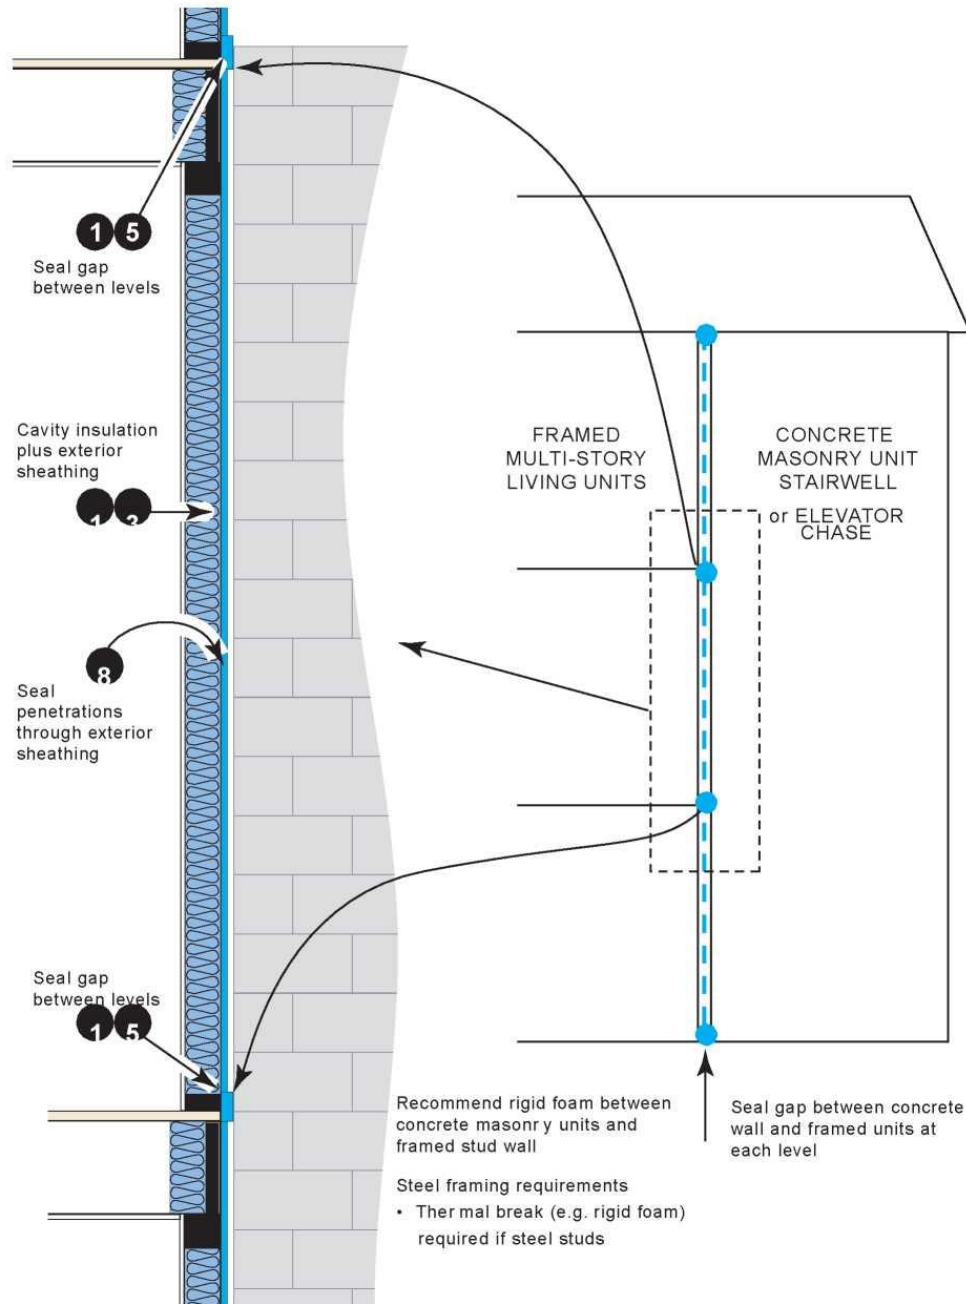 1 5
Seal gap
between levels
Cavity insulation
plus exterior
sheathing
1 3
8
Seal
penetrations
through exterior
sheathing
Seal gap
between levels
1 5
FRAMED
MULTI-STORY
LIVING UNITS
CONCRETE
MASONRY UNIT
STAIRWELL
or ELEVATOR
CHASE
Recommend rigid foam between
concrete masonr y units and
framed stud wall
Steel framing requirements
• Ther mal break (e.g. rigid foam)
required if steel studs
Seal gap between concrete
wall and framed units at
each level